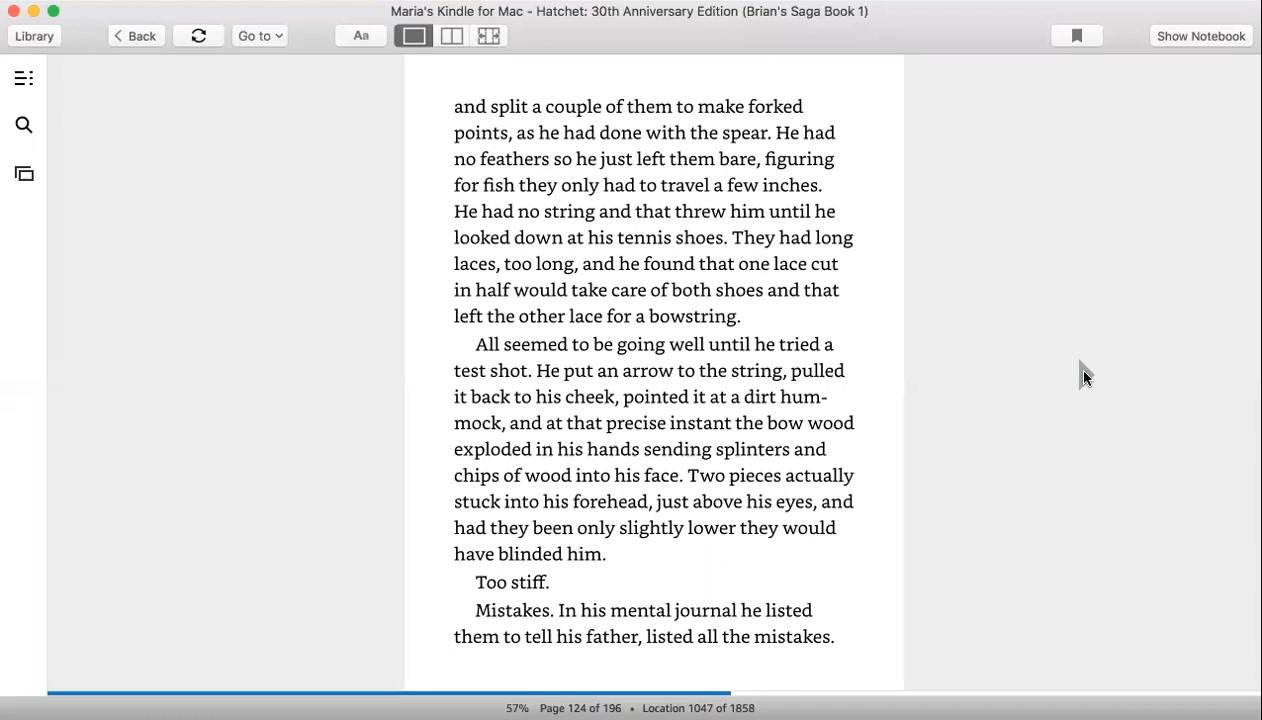 Maria's Kindle for Mac - Hatchet: 30th Anniversary Edition (Brian's Saga Book 1)
Library
Back
Go to
Aa
Show Notebook
and split a couple of them to make forked
points, as he had done with the spear. He had
no feathers so he just left them bare, figuring
for fish they only had to travel a few inches.
He had no string and that threw him until he
looked down at his tennis shoes. They had long
laces, too long, and he found that one lace cut
in half would take care of both shoes and that
left the other lace for a bowstring.
All seemed to be going well until he tried a
test shot. He put an arrow to the string, pulled
it back to his cheek, pointed it at a dirt hum-
mock, and at that precise instant the bow wood
exploded in his hands sending splinters and
chips of wood into his face. Two pieces actually
stuck into his forehead, just above his eyes, and
had they been only slightly lower they would
have blinded him.
Too stiff.
Mistakes. In his mental journal he listed
them to tell his father, listed all the mistakes.
57% Page 124 of 196 • Location 1047 of 1858